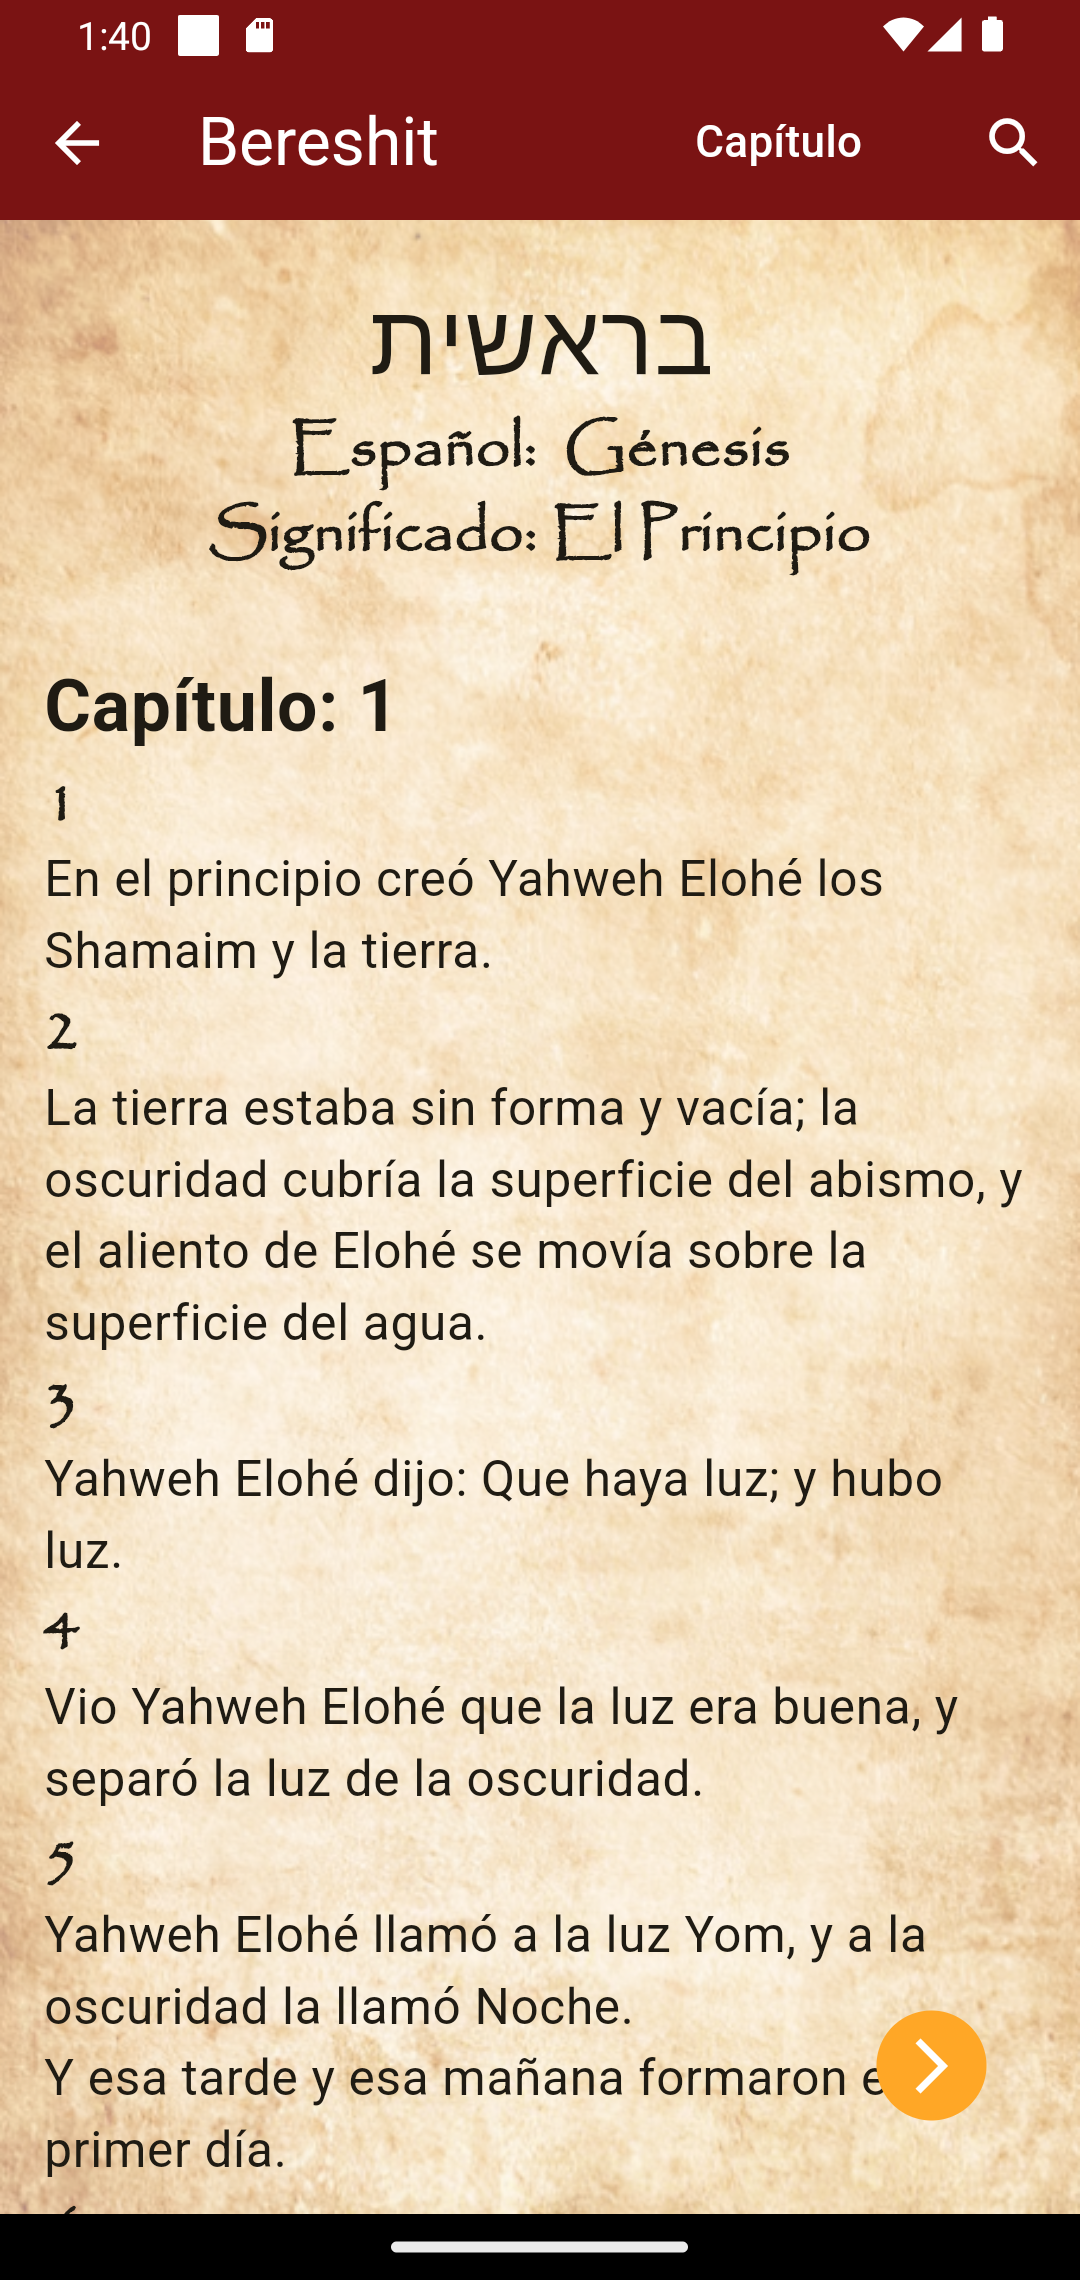 1:40
Bereshit
Capítulo
בראשית
Español: Génesis
Significado: El Principio
Capítulo: 1
1
En el principio creó Yahweh Elohé los
Shamaim y la tierra.
2
La tierra estaba sin forma y vacía; la
oscuridad cubría la superficie del abismo, y
el aliento de Elohé se movía sobre la
superficie del agua.
3
Yahweh Elohé dijo: Que haya luz; y hubo
luz.
4
Vio Yahweh Elohé que la luz era buena, y
separó la luz de la oscuridad.
5
Yahweh Elohé llamó a la luz Yom, y a la
oscuridad la llamó Noche.
Y esa tarde y esa mañana formaron
primer día.